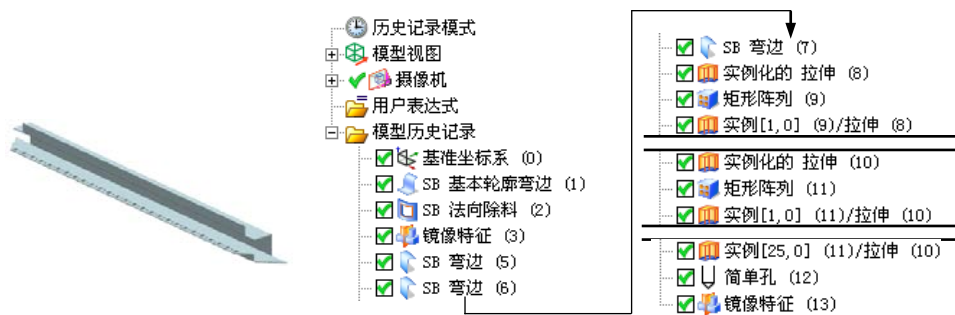 历史记录模式
模型视图
摄像机
用户表达式
模型历史记录
基准坐标系 (0)
SB 基本轮廓弯边 (1)
SB 法向除料 (2)
镜像特征 (3)
SB 弯边 (5)
SB 弯边 (6)
SB 弯边 (7)
实例化的 拉伸 (8)
矩形阵列 (9)
实例[1,0] (9)/拉伸 (8)
实例化的 拉伸 (10)
矩形阵列 (11)
实例[1,0] (11)/拉伸 (10)
实例[25,0] (11)/拉伸 (10)
简单孔 (12)
镜像特征 (13)